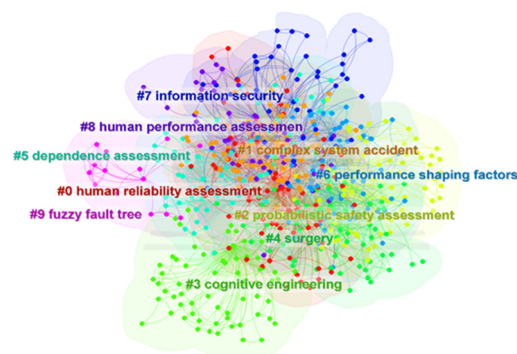 #7 information security
#8 human performance assessmen
#1 complex system accident
#5 dependence assessment
#6 performance shaping factors
#0 human reliability assessment
#9 fuzzy fault tree
#2 probabilistic safety assessment
#4 surgery
#3 cognitive engineering